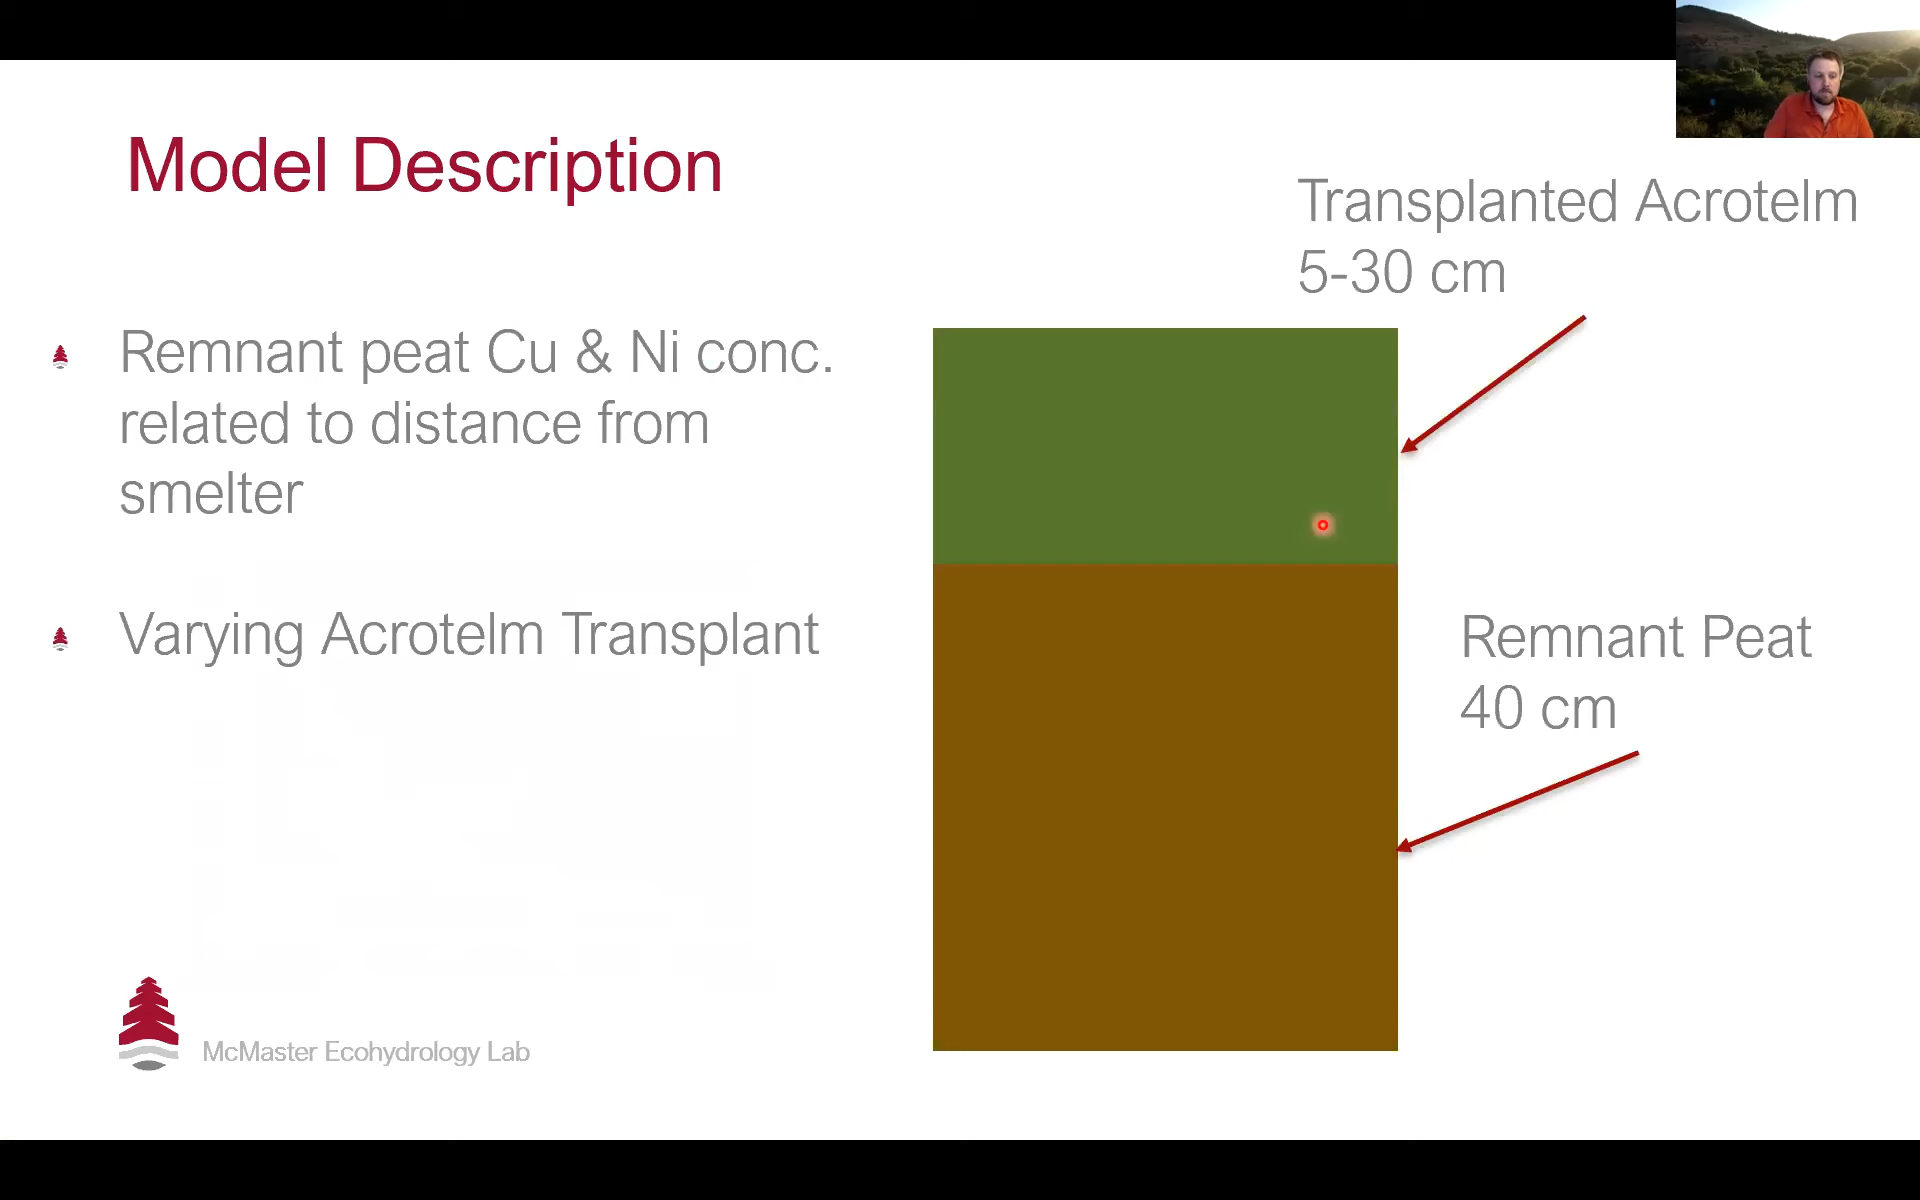 Model Description
Transplanted Acrotelm
5-30 cm
Remnant peat Cu & Ni conc.
related to distance from
smelter
Varying Acrotelm Transplant
Remnant Peat
40 cm
McMaster Ecohydrology Lab